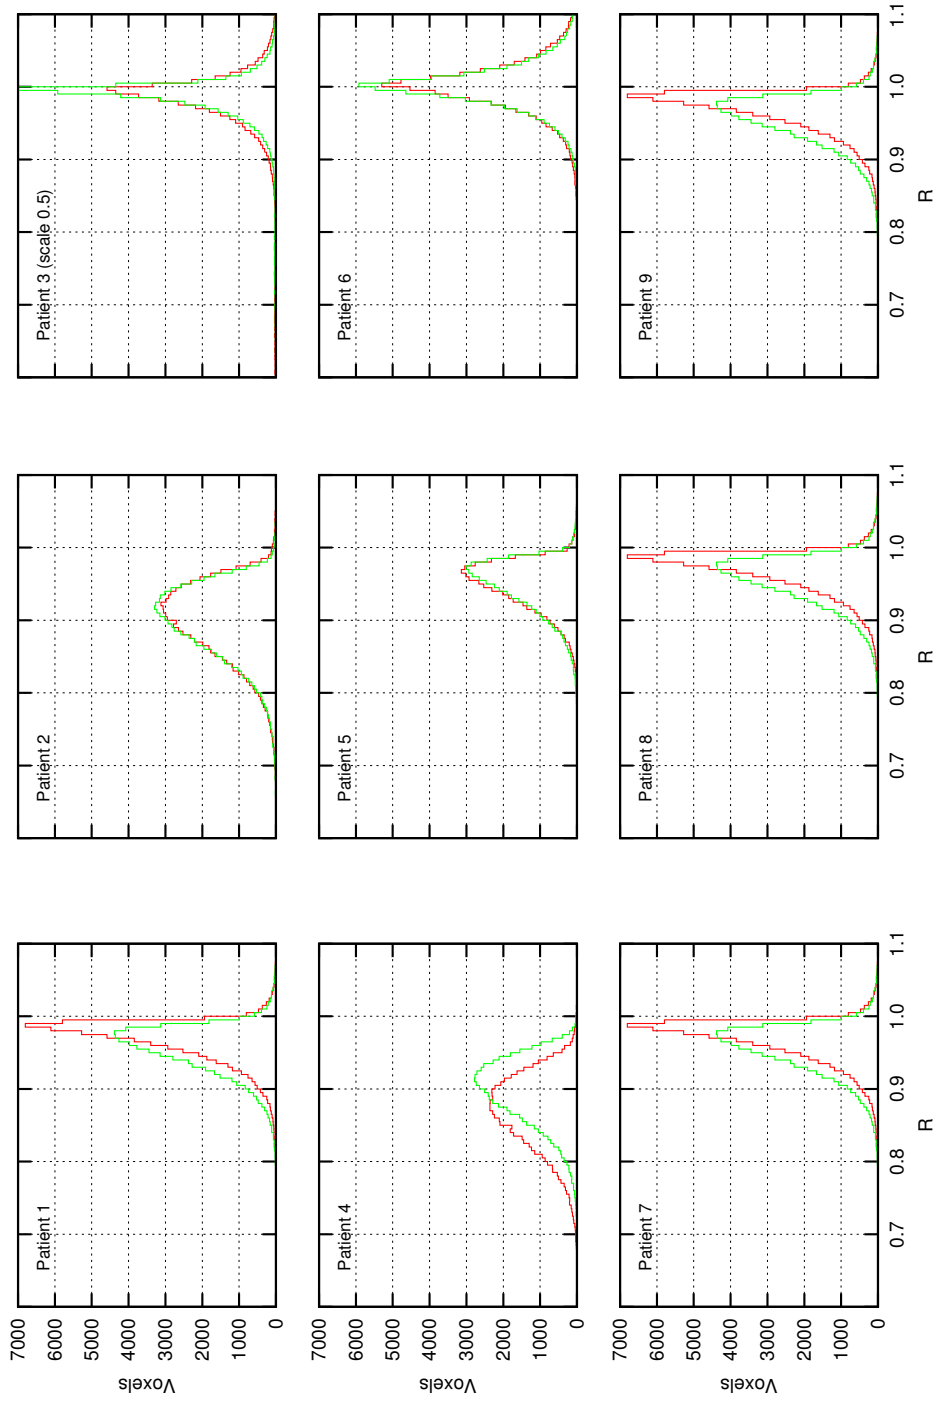 Patient 1
Patient 2
Patient 3 (scale 0.5)
7000
6000
5000
4000
3000
2000
1000
0
Voxels
Patient 4
Patient 5
Patient 6
7000
6000
5000
4000
3000
2000
1000
0
Voxels
Patient 7
Patient 8
Patient 9
7000
6000
5000
4000
3000
2000
1000
0
Voxels
0.7 0.8 0.9 1.0 1.1
0.7 0.8 0.9 1.0 1.1
0.7 0.8 0.9 1.0 1.1
R
R
R